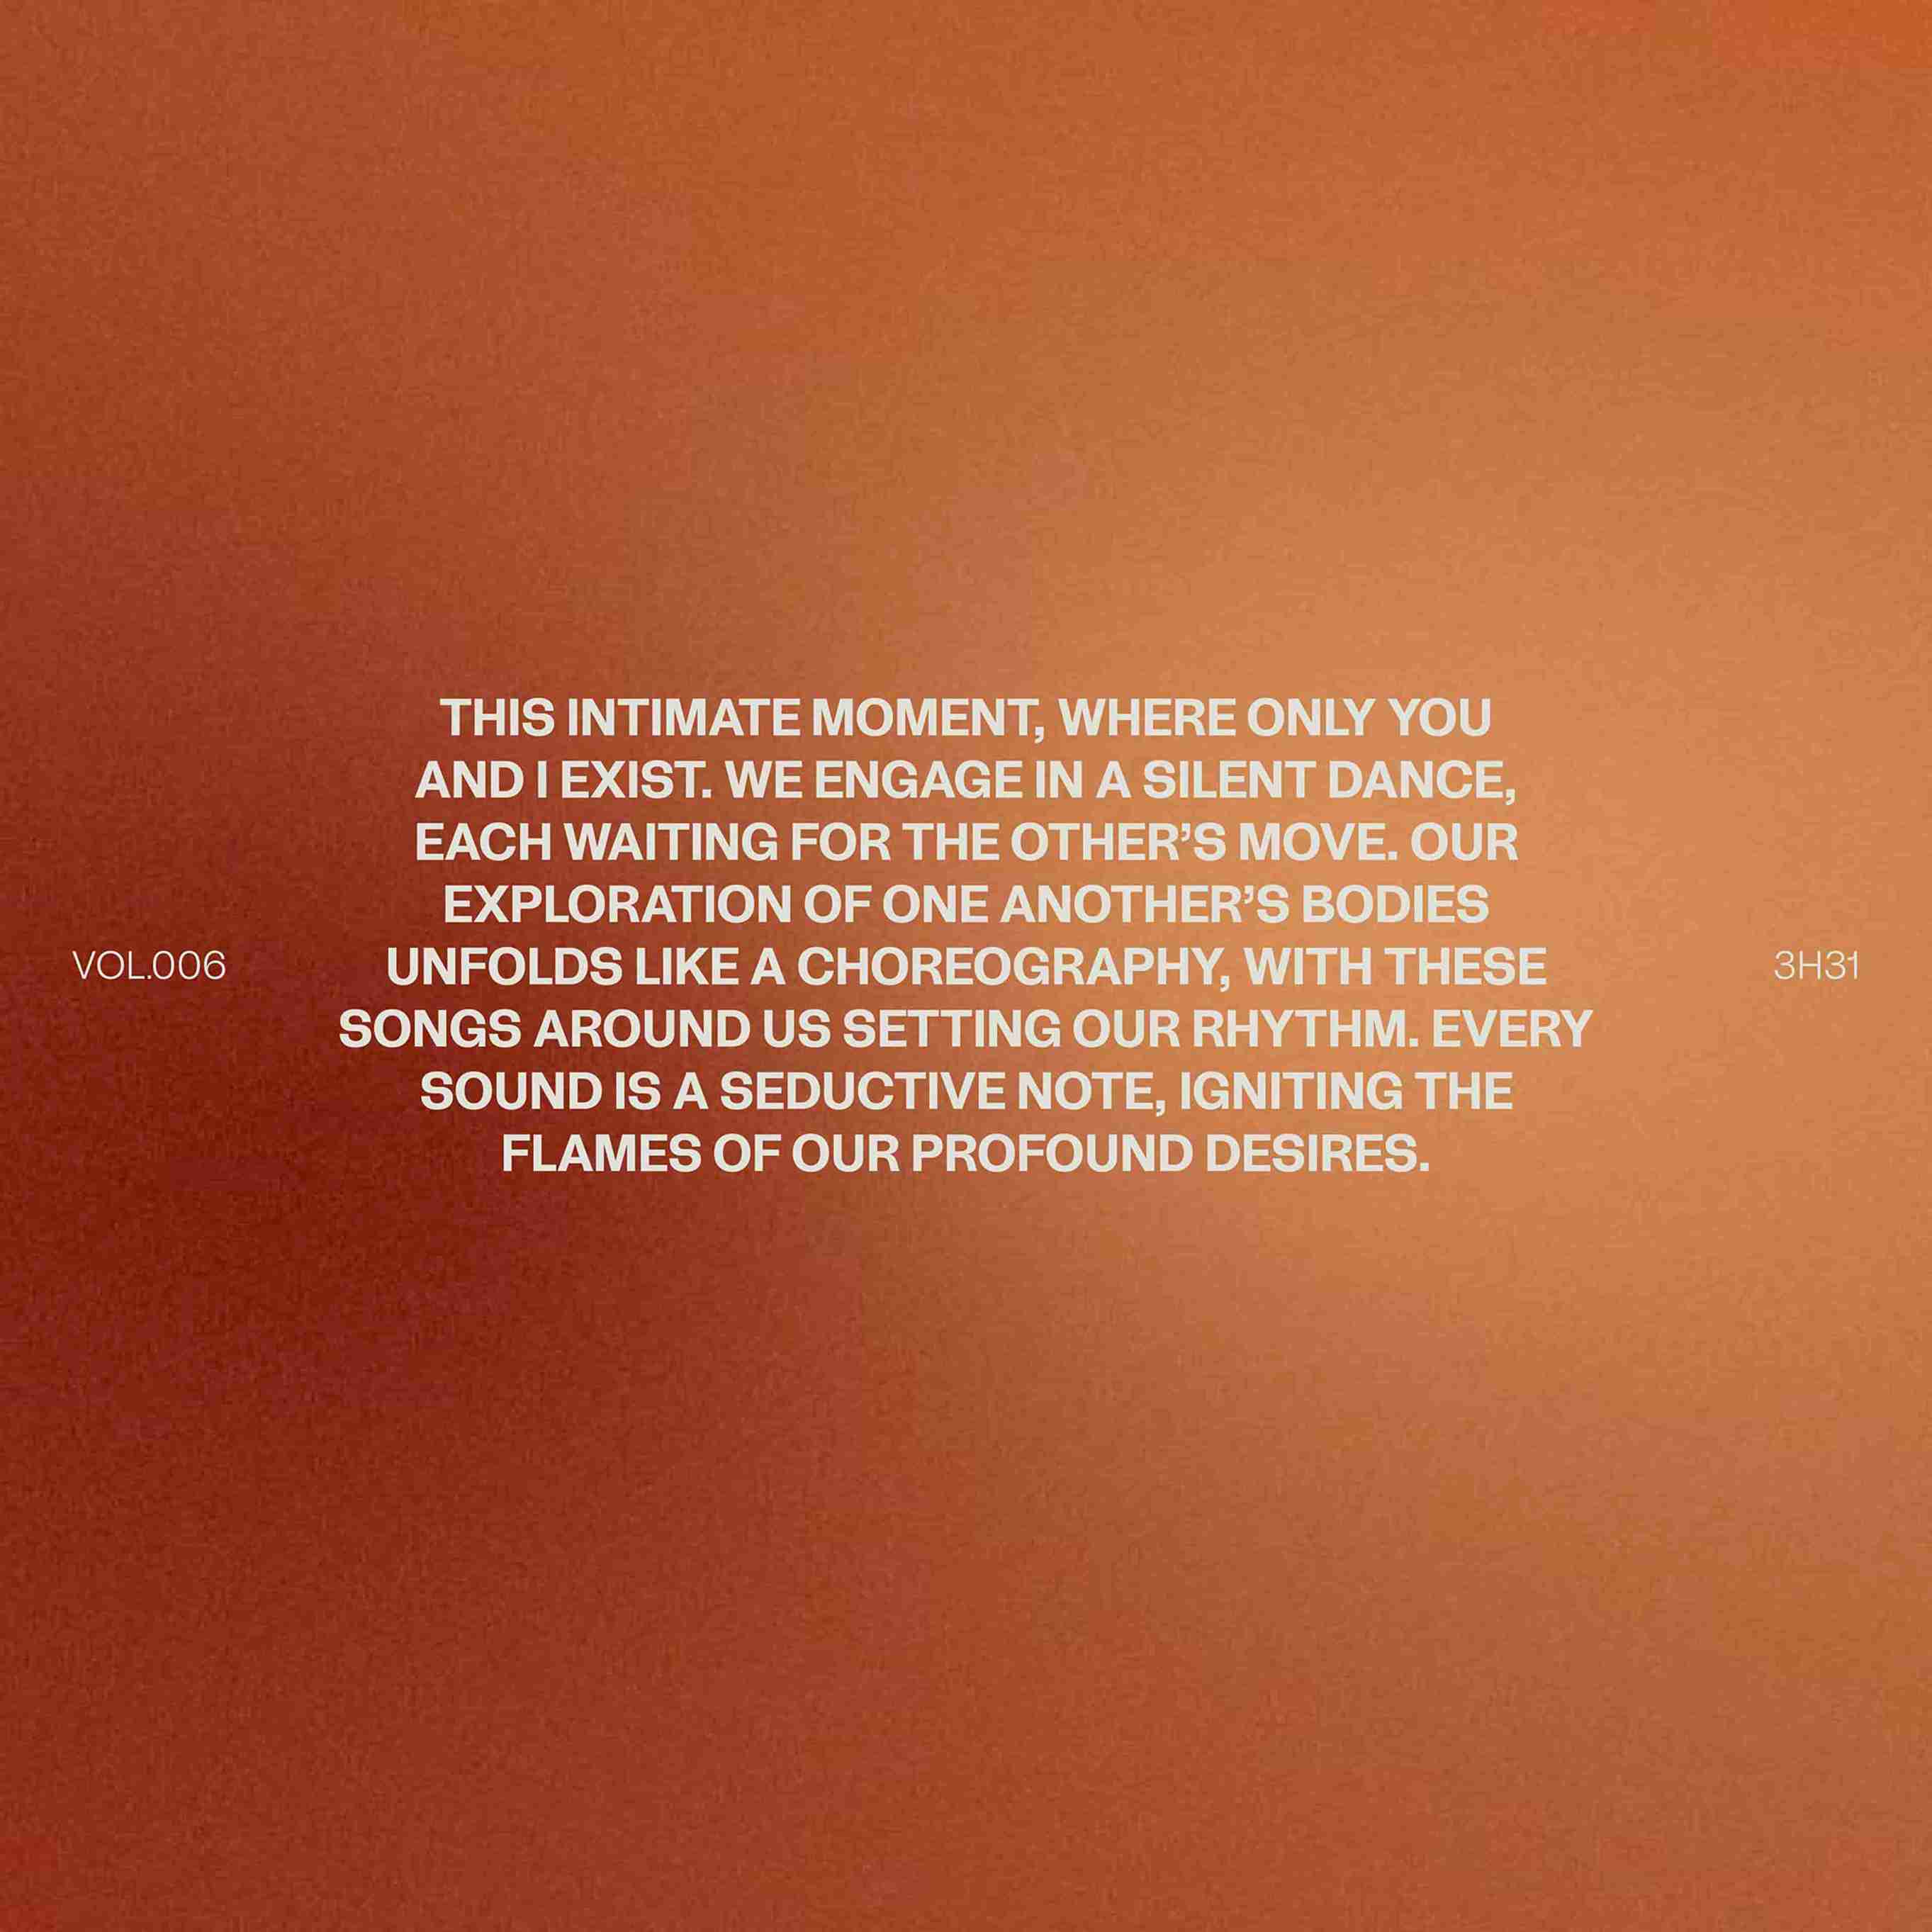 THIS INTIMATE MOMENT, WHERE ONLY YOU
AND I EXIST. WE ENGAGE IN A SILENT DANCE,
EACH WAITING FOR THE OTHER’S MOVE. OUR
EXPLORATION OF ONE ANOTHER’S BODIES
VOL.006
UNFOLDS LIKE A CHOREOGRAPHY, WITH THESE
3H31
SONGS AROUND US SETTING OUR RHYTHM. EVERY
SOUND IS A SEDUCTIVE NOTE, IGNITING THE
FLAMES OF OUR PROFOUND DESIRES.